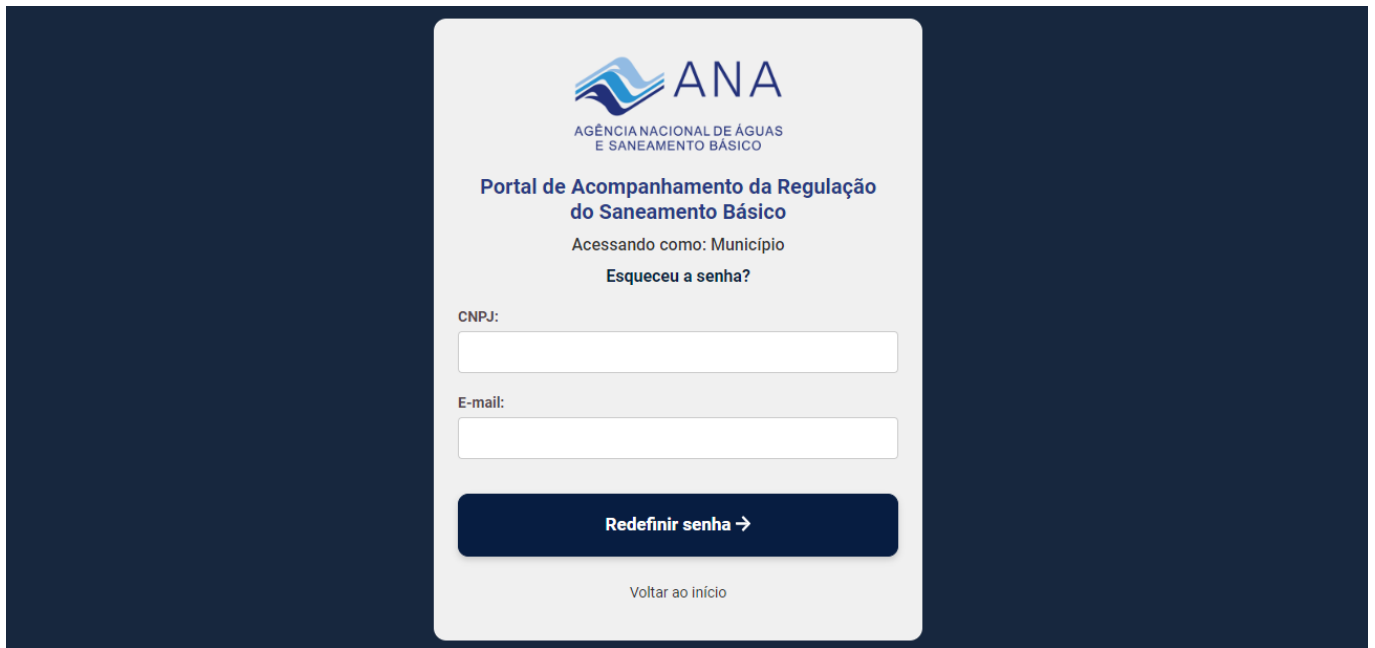 ANA
AGÊNCIA NACIONAL DE ÁGUAS
E SANEAMENTO BÁSICO
Portal de Acompanhamento da Regulação
do Saneamento Básico
Acessando como: Município
Esqueceu a senha?
CNPJ:
E-mail:
Redefinir senha →
Voltar ao início